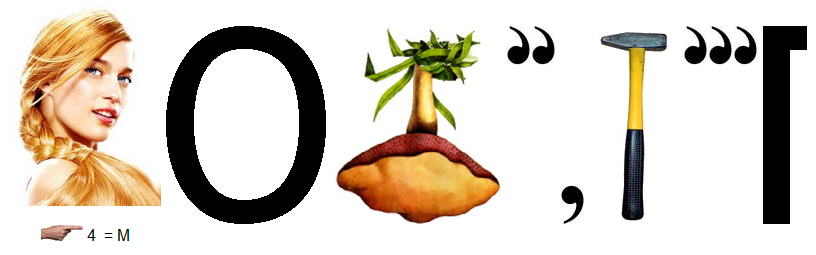 О ’’ , ’’’ Г
4 = М